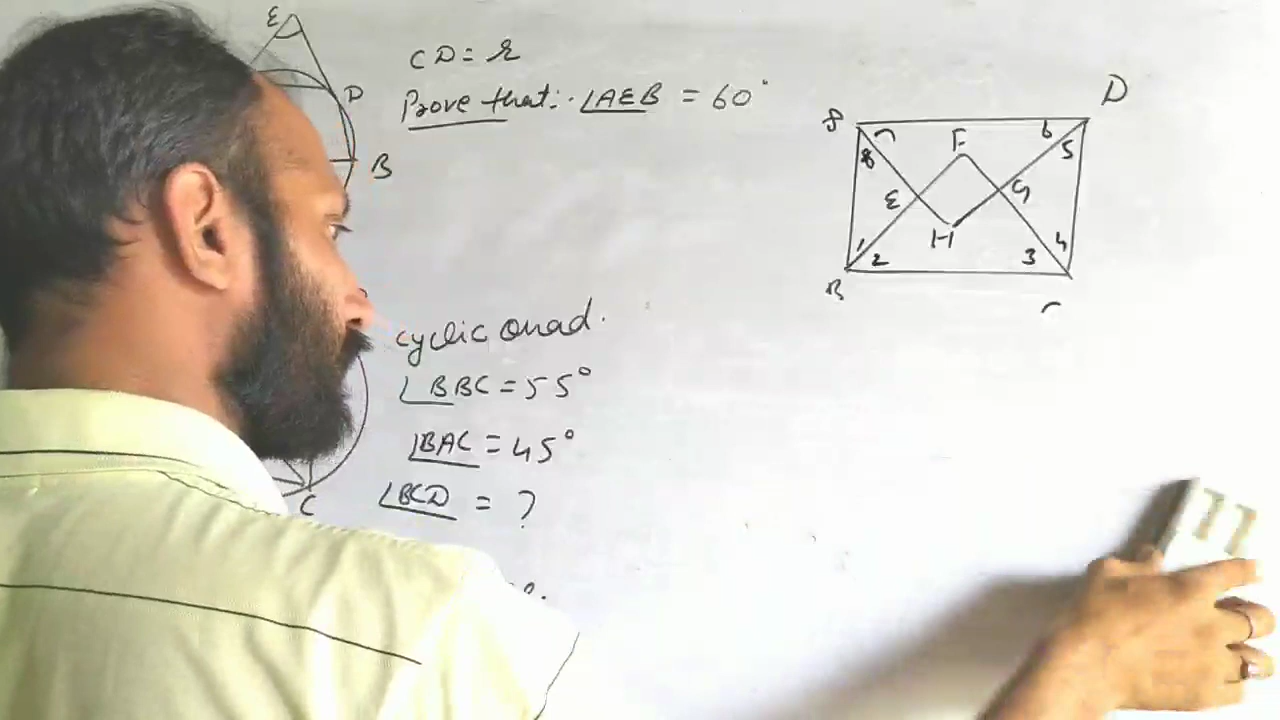 E
D
B
CD = r
Prove that: ∠AEB = 60°
cyclic quad.
∠BBC = 55°
∠BAC = 45°
∠BCD = ?
C
D
7
6
8
5
F
E
G
H
1
2
3
4
B